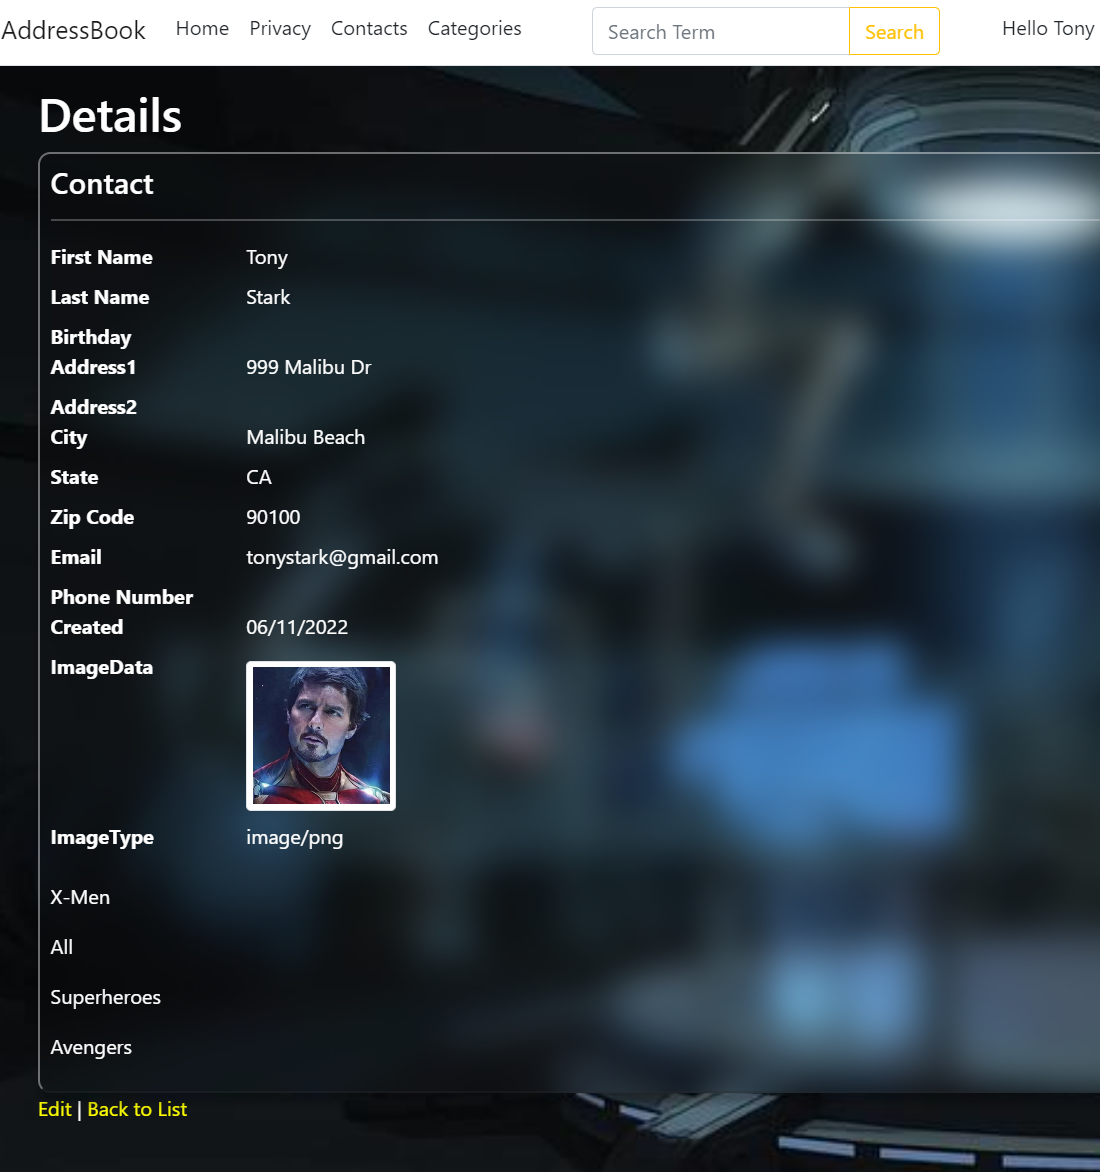 AddressBook Home Privacy Contacts Categories Search Term Search Hello Tony
Details
Contact
First Name Tony
Last Name Stark
Birthday
Address1 999 Malibu Dr
Address2
City Malibu Beach
State CA
Zip Code 90100
Email tonystark@gmail.com
Phone Number
Created 06/11/2022
ImageData
ImageType image/png
X-Men
All
Superheroes
Avengers
Edit | Back to List